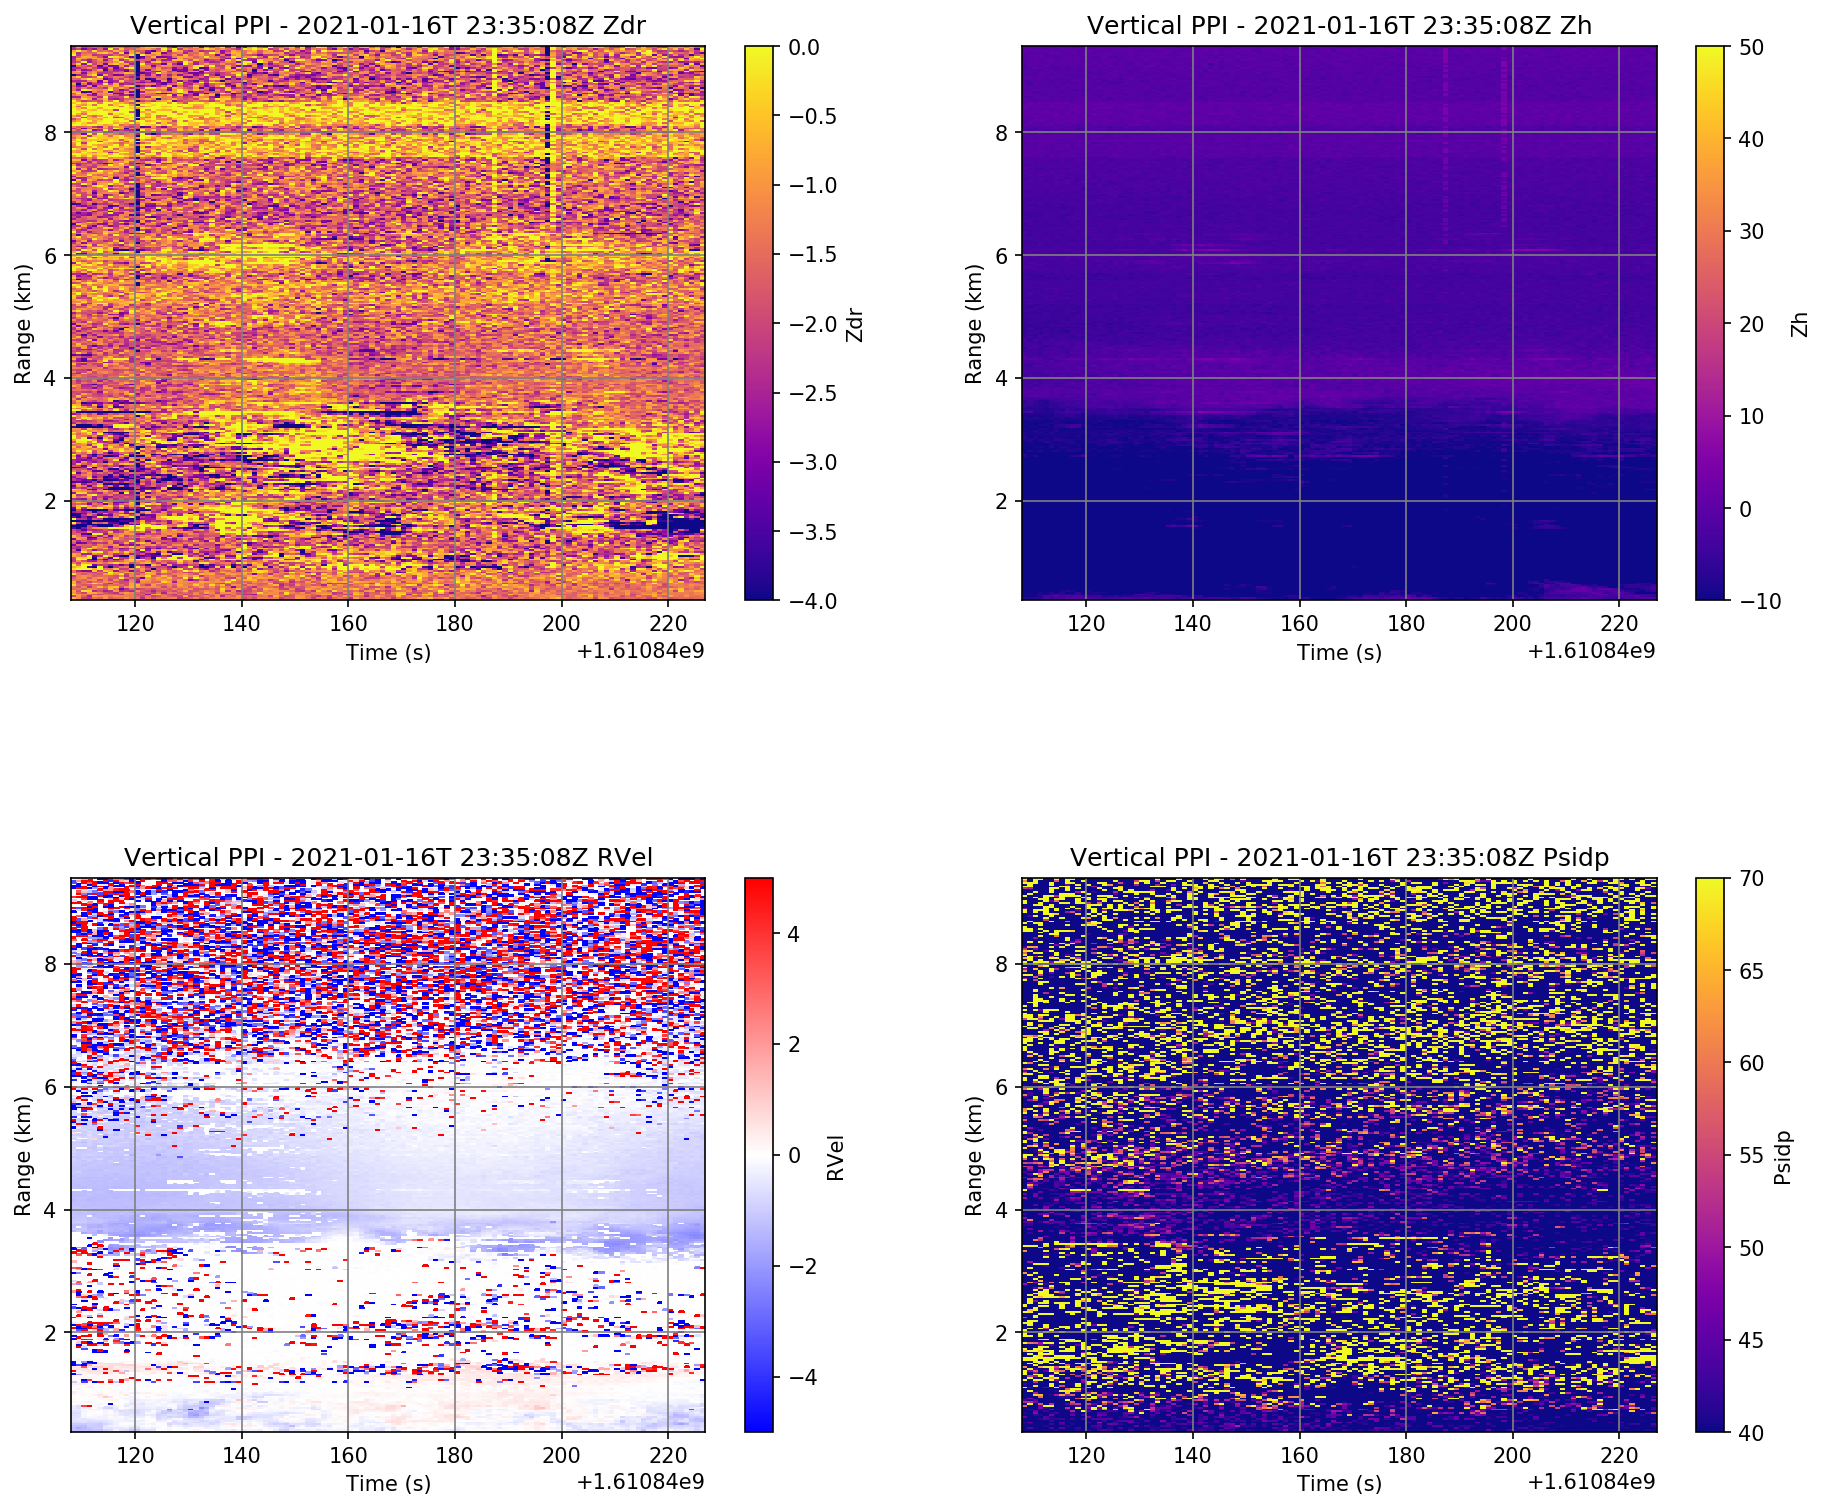 Vertical PPI - 2021-01-16T 23:35:08Z Zdr
Range (km)
8
6
4
2
120 140 160 180 200 220
Time (s)
+1.61084e9
0.0
−0.5
−1.0
−1.5
−2.0
−2.5
−3.0
−3.5
−4.0
Zdr
Vertical PPI - 2021-01-16T 23:35:08Z Zh
Range (km)
8
6
4
2
120 140 160 180 200 220
Time (s)
+1.61084e9
50
40
30
20
10
0
−10
Zh
Vertical PPI - 2021-01-16T 23:35:08Z RVel
Range (km)
8
6
4
2
120 140 160 180 200 220
Time (s)
+1.61084e9
4
2
0
−2
−4
RVel
Vertical PPI - 2021-01-16T 23:35:08Z Psidp
Range (km)
8
6
4
2
120 140 160 180 200 220
Time (s)
+1.61084e9
70
65
60
55
50
45
40
Psidp